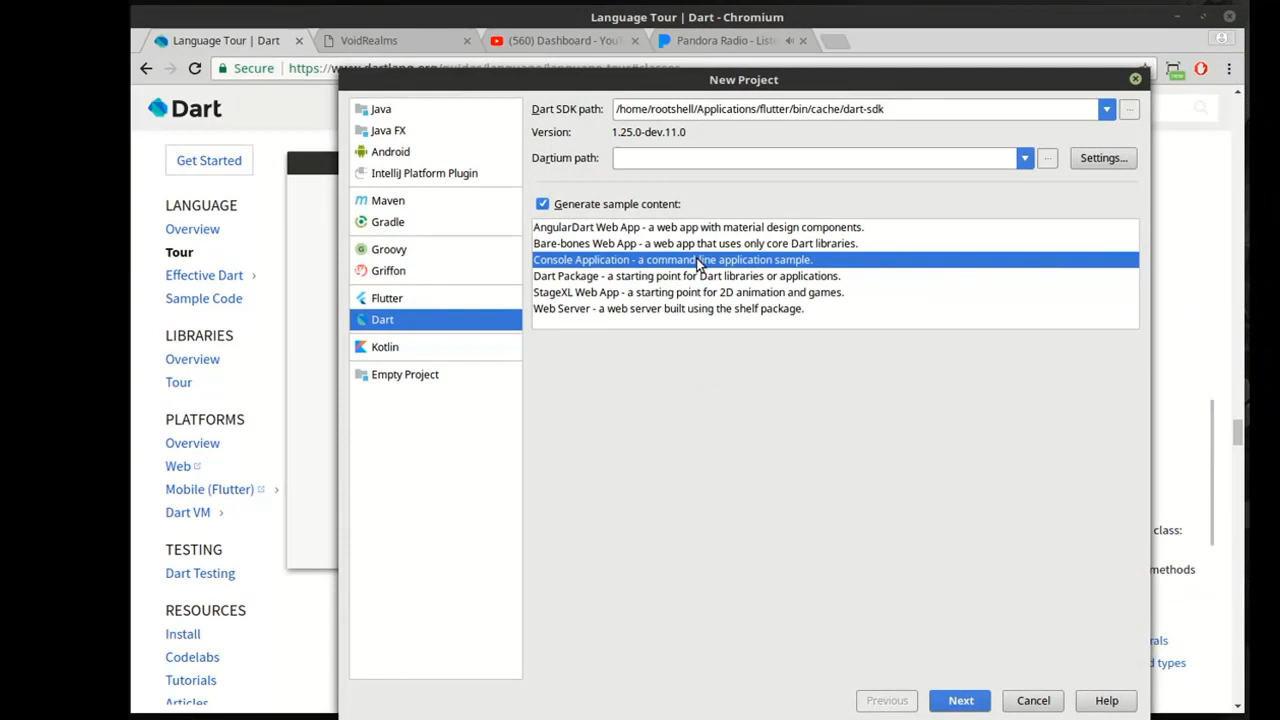 Language Tour | Dart - Chromium
Language Tour | Dart
VoidRealms
(560) Dashboard - You
Pandora Radio - Liste
Secure
New Project
Dart
Get Started
LANGUAGE
Overview
Tour
Effective Dart
Sample Code
LIBRARIES
Overview
Tour
PLATFORMS
Overview
Web
Mobile (Flutter)
Dart VM
TESTING
Dart Testing
RESOURCES
Install
Codelabs
Tutorials
Articles
Java
Java FX
Android
IntelliJ Platform Plugin
Maven
Gradle
Groovy
Griffon
Flutter
Dart
Kotlin
Empty Project
Dart SDK path: /home/rootshell/Applications/flutter/bin/cache/dart-sdk
Version: 1.25.0-dev.11.0
Dartium path:
Settings...
Generate sample content:
AngularDart Web App - a web app with material design components.
Bare-bones Web App - a web app that uses only core Dart libraries.
Console Application - a command-line application sample.
Dart Package - a starting point for Dart libraries or applications.
StageXL Web App - a starting point for 2D animation and games.
Web Server - a web server built using the shelf package.
class:
methods
rals
d types
Previous
Next
Cancel
Help